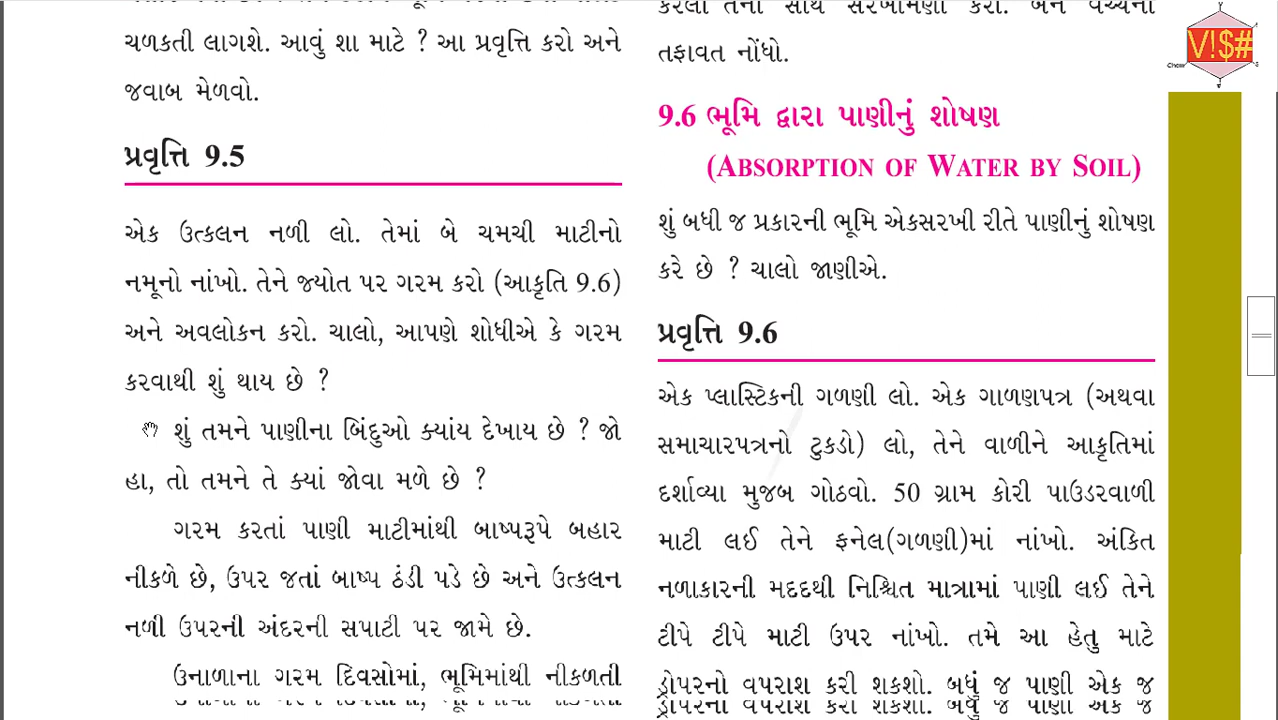 ચળકતી લાગશે. આવું શા માટે ? આ પ્રવૃત્તિ કરો અને
જવાબ મેળવો.
પ્રવૃત્તિ 9.5
એક ઉત્કલન નળી લો. તેમાં બે ચમચી માટીનો
નમૂનો નાંખો. તેને જ્યોત પર ગરમ કરો (આકૃતિ 9.6)
અને અવલોકન કરો. ચાલો, આપણે શોધીએ કે ગરમ
કરવાથી શું થાય છે ?
શું તમને પાણીના બિંદુઓ ક્યાંય દેખાય છે ? જો
હા, તો તમને તે ક્યાં જોવા મળે છે ?
ગરમ કરતાં પાણી માટીમાંથી બાષ્પરૂપે બહાર
નીકળે છે, ઉપર જતાં બાષ્પ ઠંડી પડે છે અને ઉત્કલન
નળી ઉપરની અંદરની સપાટી પર જામે છે.
ઉનાળાના ગરમ દિવસોમાં, ભૂમિમાંથી નીકળતી
કરેલી તેની સાથે સરખામણી કરો. બંને વચ્ચેનો
તફાવત નોંધો.
9.6 ભૂમિ દ્વારા પાણીનું શોષણ
(ABSORPTION OF WATER BY SOIL)
શું બધી જ પ્રકારની ભૂમિ એકસરખી રીતે પાણીનું શોષણ
કરે છે ? ચાલો જાણીએ.
પ્રવૃત્તિ 9.6
એક પ્લાસ્ટિકની ગળણી લો. એક ગાળણપત્ર (અથવા
સમાચારપત્રનો ટુકડો) લો, તેને વાળીને આકૃતિમાં
દર્શાવ્યા મુજબ ગોઠવો. 50 ગ્રામ કોરી પાઉડરવાળી
માટી લઈ તેને ફનેલ(ગળણી)માં નાંખો. અંકિત
નળાકારની મદદથી નિશ્ચિત માત્રામાં પાણી લઈ તેને
ટીપે ટીપે માટી ઉપર નાંખો. તમે આ હેતુ માટે
ડ્રોપરનો વપરાશ કરી શકશો. બધું જ પાણી એક જ
V!$#